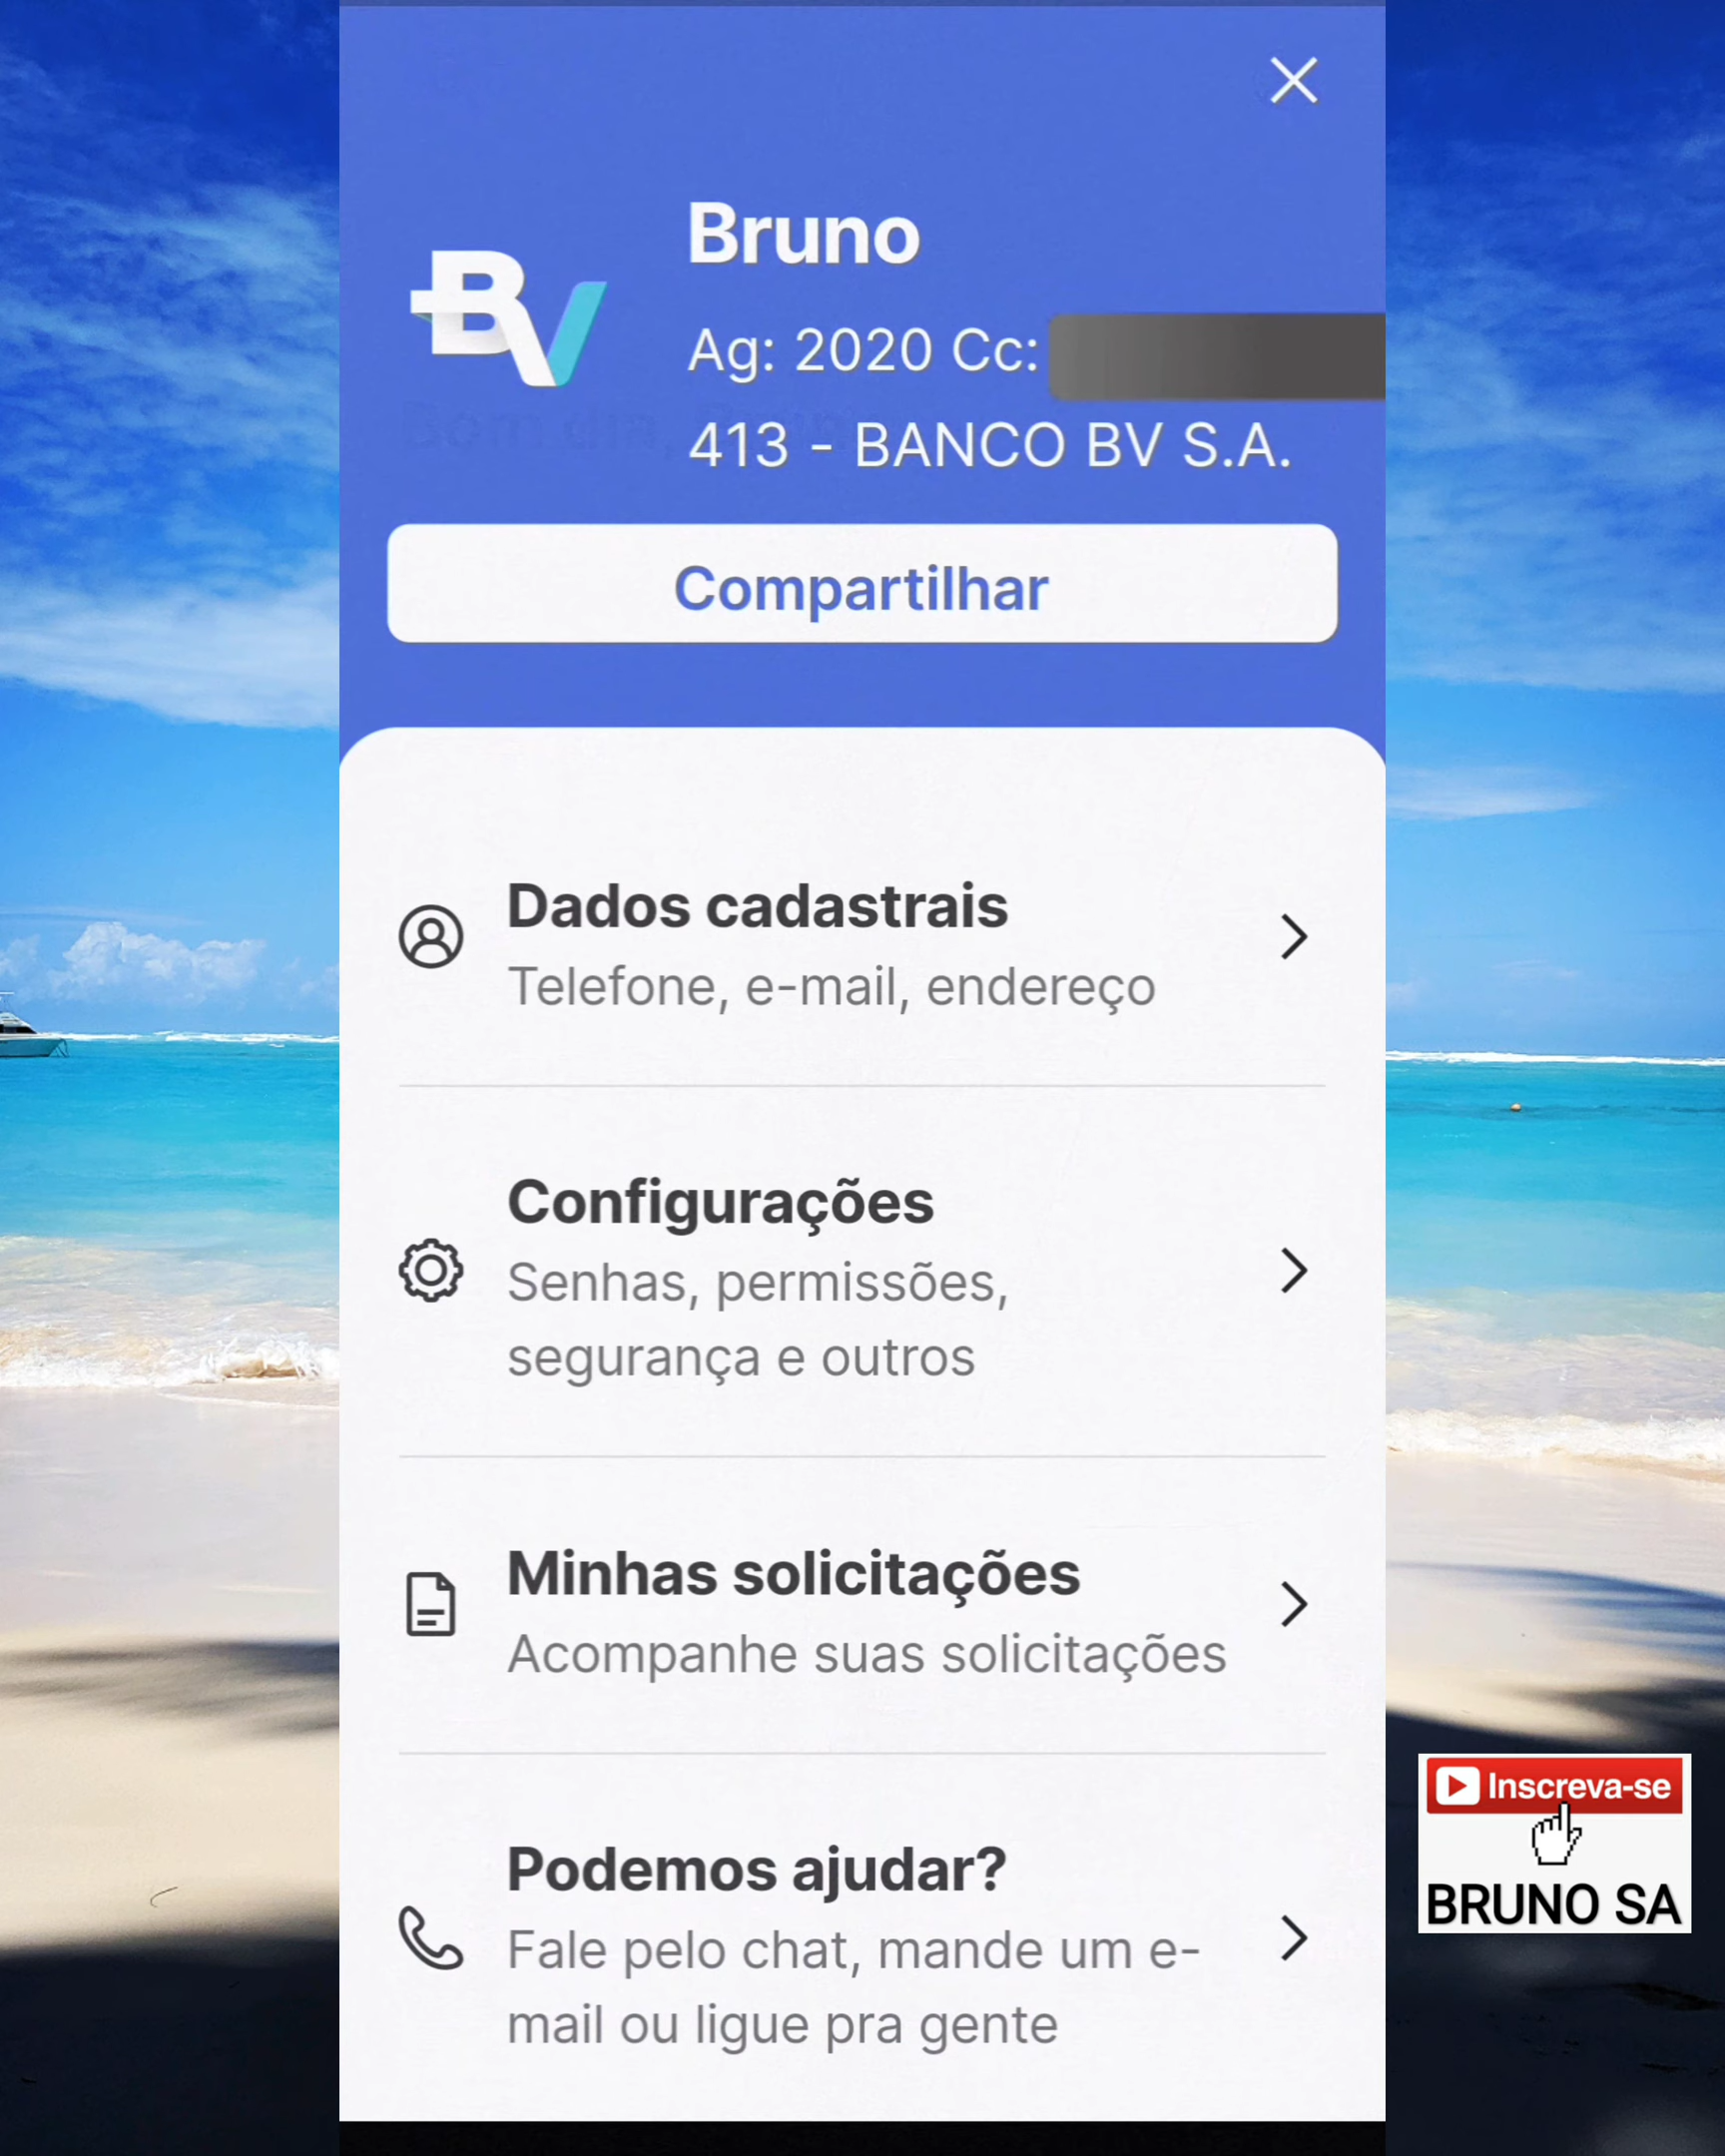 Bruno
BV
Ag: 2020 Cc:
413 - BANCO BV S.A.
Compartilhar
Dados cadastrais
Telefone, e-mail, endereço
Configurações
Senhas, permissões,
segurança e outros
Minhas solicitações
Acompanhe suas solicitações
Podemos ajudar?
Fale pelo chat, mande um e-
mail ou ligue pra gente
Inscreva-se
BRUNO SA